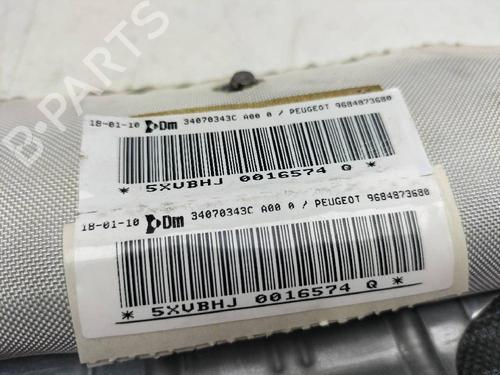 B-PARTS
18-01-10 Dm 34070343C A00 0 / PEUGEOT 9684873680
* 5XVBHJ 0016574 Q *
18-01-10 Dm 34070343C A00 0 / PEUGEOT 9684873680
* 5XVBHJ 0016574 Q *